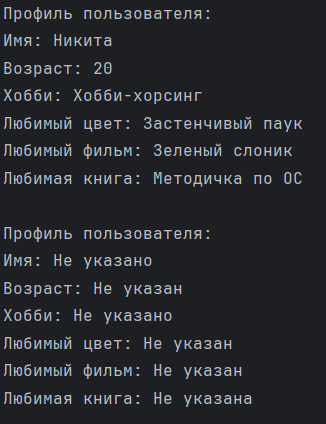 Профиль пользователя:
Имя: Никита
Возраст: 20
Хобби: Хобби-хорсинг
Любимый цвет: Застенчивый паук
Любимый фильм: Зеленый слоник
Любимая книга: Методичка по ОС

Профиль пользователя:
Имя: Не указано
Возраст: Не указан
Хобби: Не указано
Любимый цвет: Не указан
Любимый фильм: Не указан
Любимая книга: Не указана